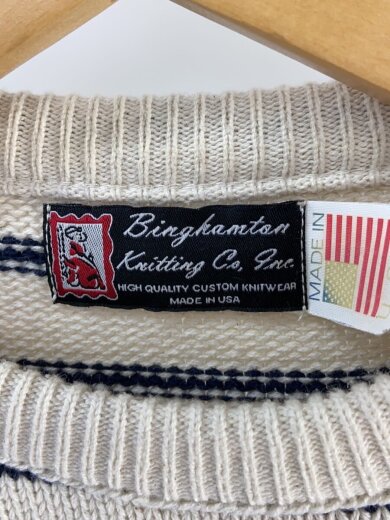 Binghamton
Knitting Co, Inc.
HIGH QUALITY CUSTOM KNITWEAR
MADE IN USA
MADE IN